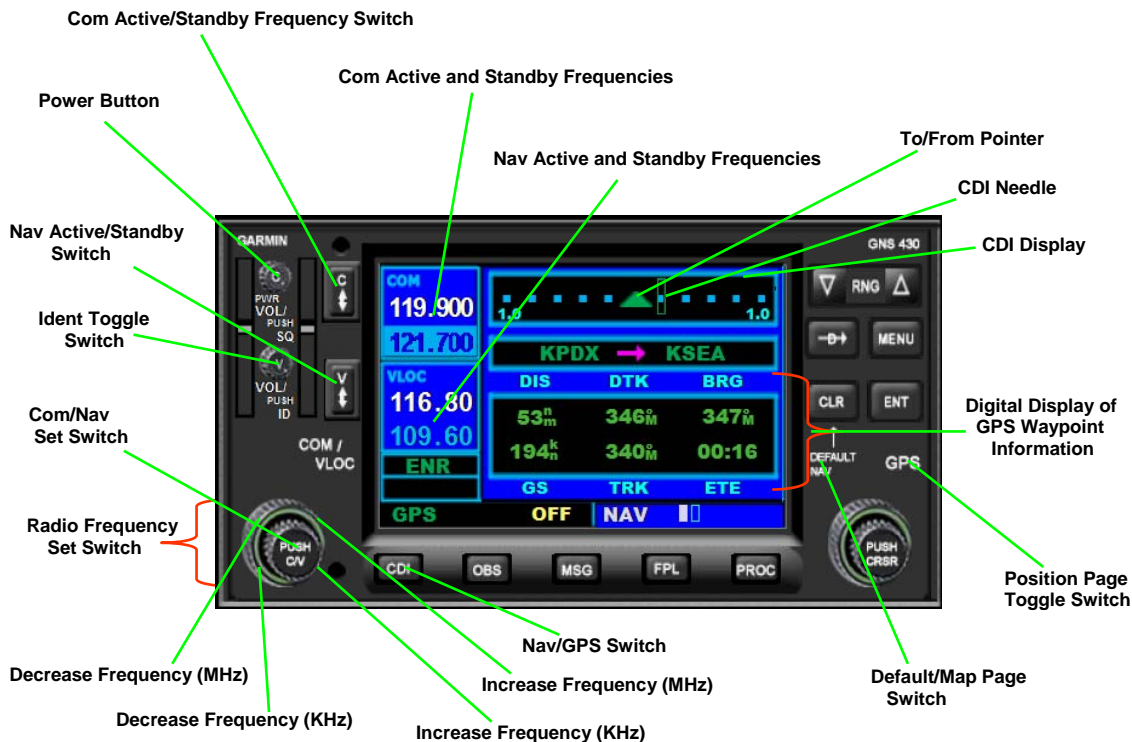 Com Active/Standby Frequency Switch
Com Active and Standby Frequencies
Power Button
Nav Active and Standby Frequencies
To/From Pointer
CDI Needle
CDI Display
Nav Active/Standby
Switch
Ident Toggle
Switch
Com/Nav
Set Switch
Radio Frequency
Set Switch
GARMIN
GNS 430
C
PWR
VOL/
PUSH
SQ
C
V
VOL/
PUSH
ID
V
COM /
VLOC
PUSH
C/V
COM
119.900
121.700
VLOC
116.80
109.60
ENR
GPS
OFF
NAV
1.0
1.0
KPDX → KSEA
DIS DTK BRG
53nm 346°M 347°M
194kn 340°M 00:16
GS TRK ETE
CDI
OBS
MSG
FPL
PROC
RNG
D
MENU
CLR
ENT
DEFAULT
NAV
GPS
PUSH
CRSR
Digital Display of
GPS Waypoint
Information
Position Page
Toggle Switch
Default/Map Page
Switch
Nav/GPS Switch
Decrease Frequency (MHz)
Increase Frequency (MHz)
Decrease Frequency (KHz)
Increase Frequency (KHz)